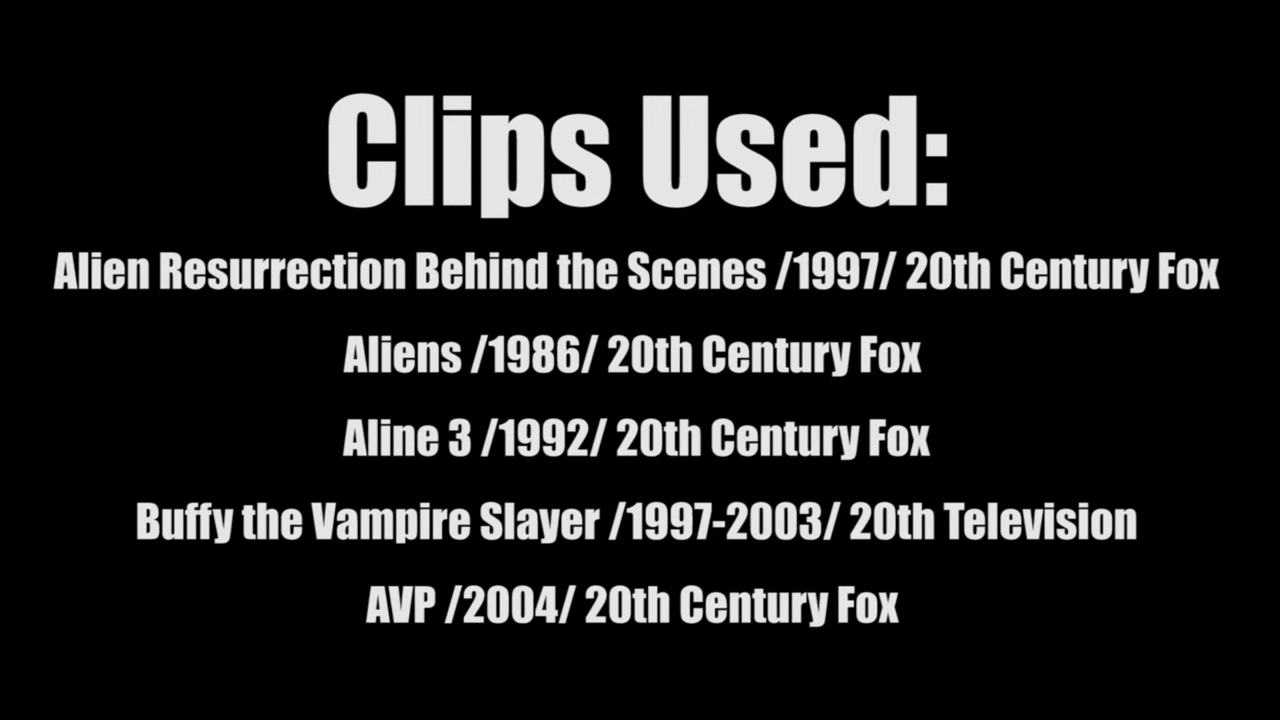 Clips Used:
Alien Resurrection Behind the Scenes /1997/ 20th Century Fox
Aliens /1986/ 20th Century Fox
Aline 3 /1992/ 20th Century Fox
Buffy the Vampire Slayer /1997-2003/ 20th Television
AVP /2004/ 20th Century Fox